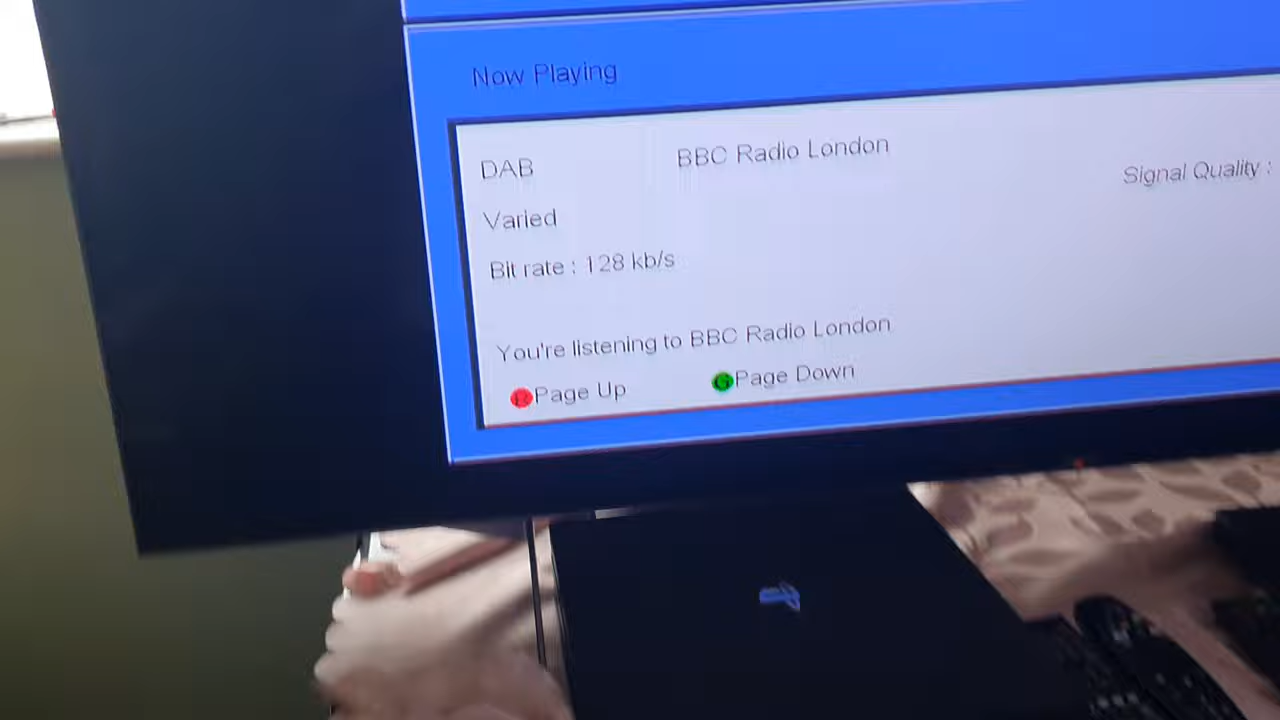 Now Playing
DAB BBC Radio London
Signal Quality :
Varied
Bit rate : 128 kb/s
You're listening to BBC Radio London
R Page Up G Page Down